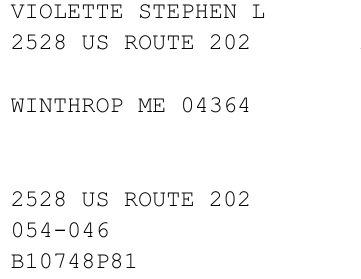 VIOLETTE STEPHEN L
2528 US ROUTE 202
WINTHROP ME 04364
2528 US ROUTE 202
054-046
B10748P81